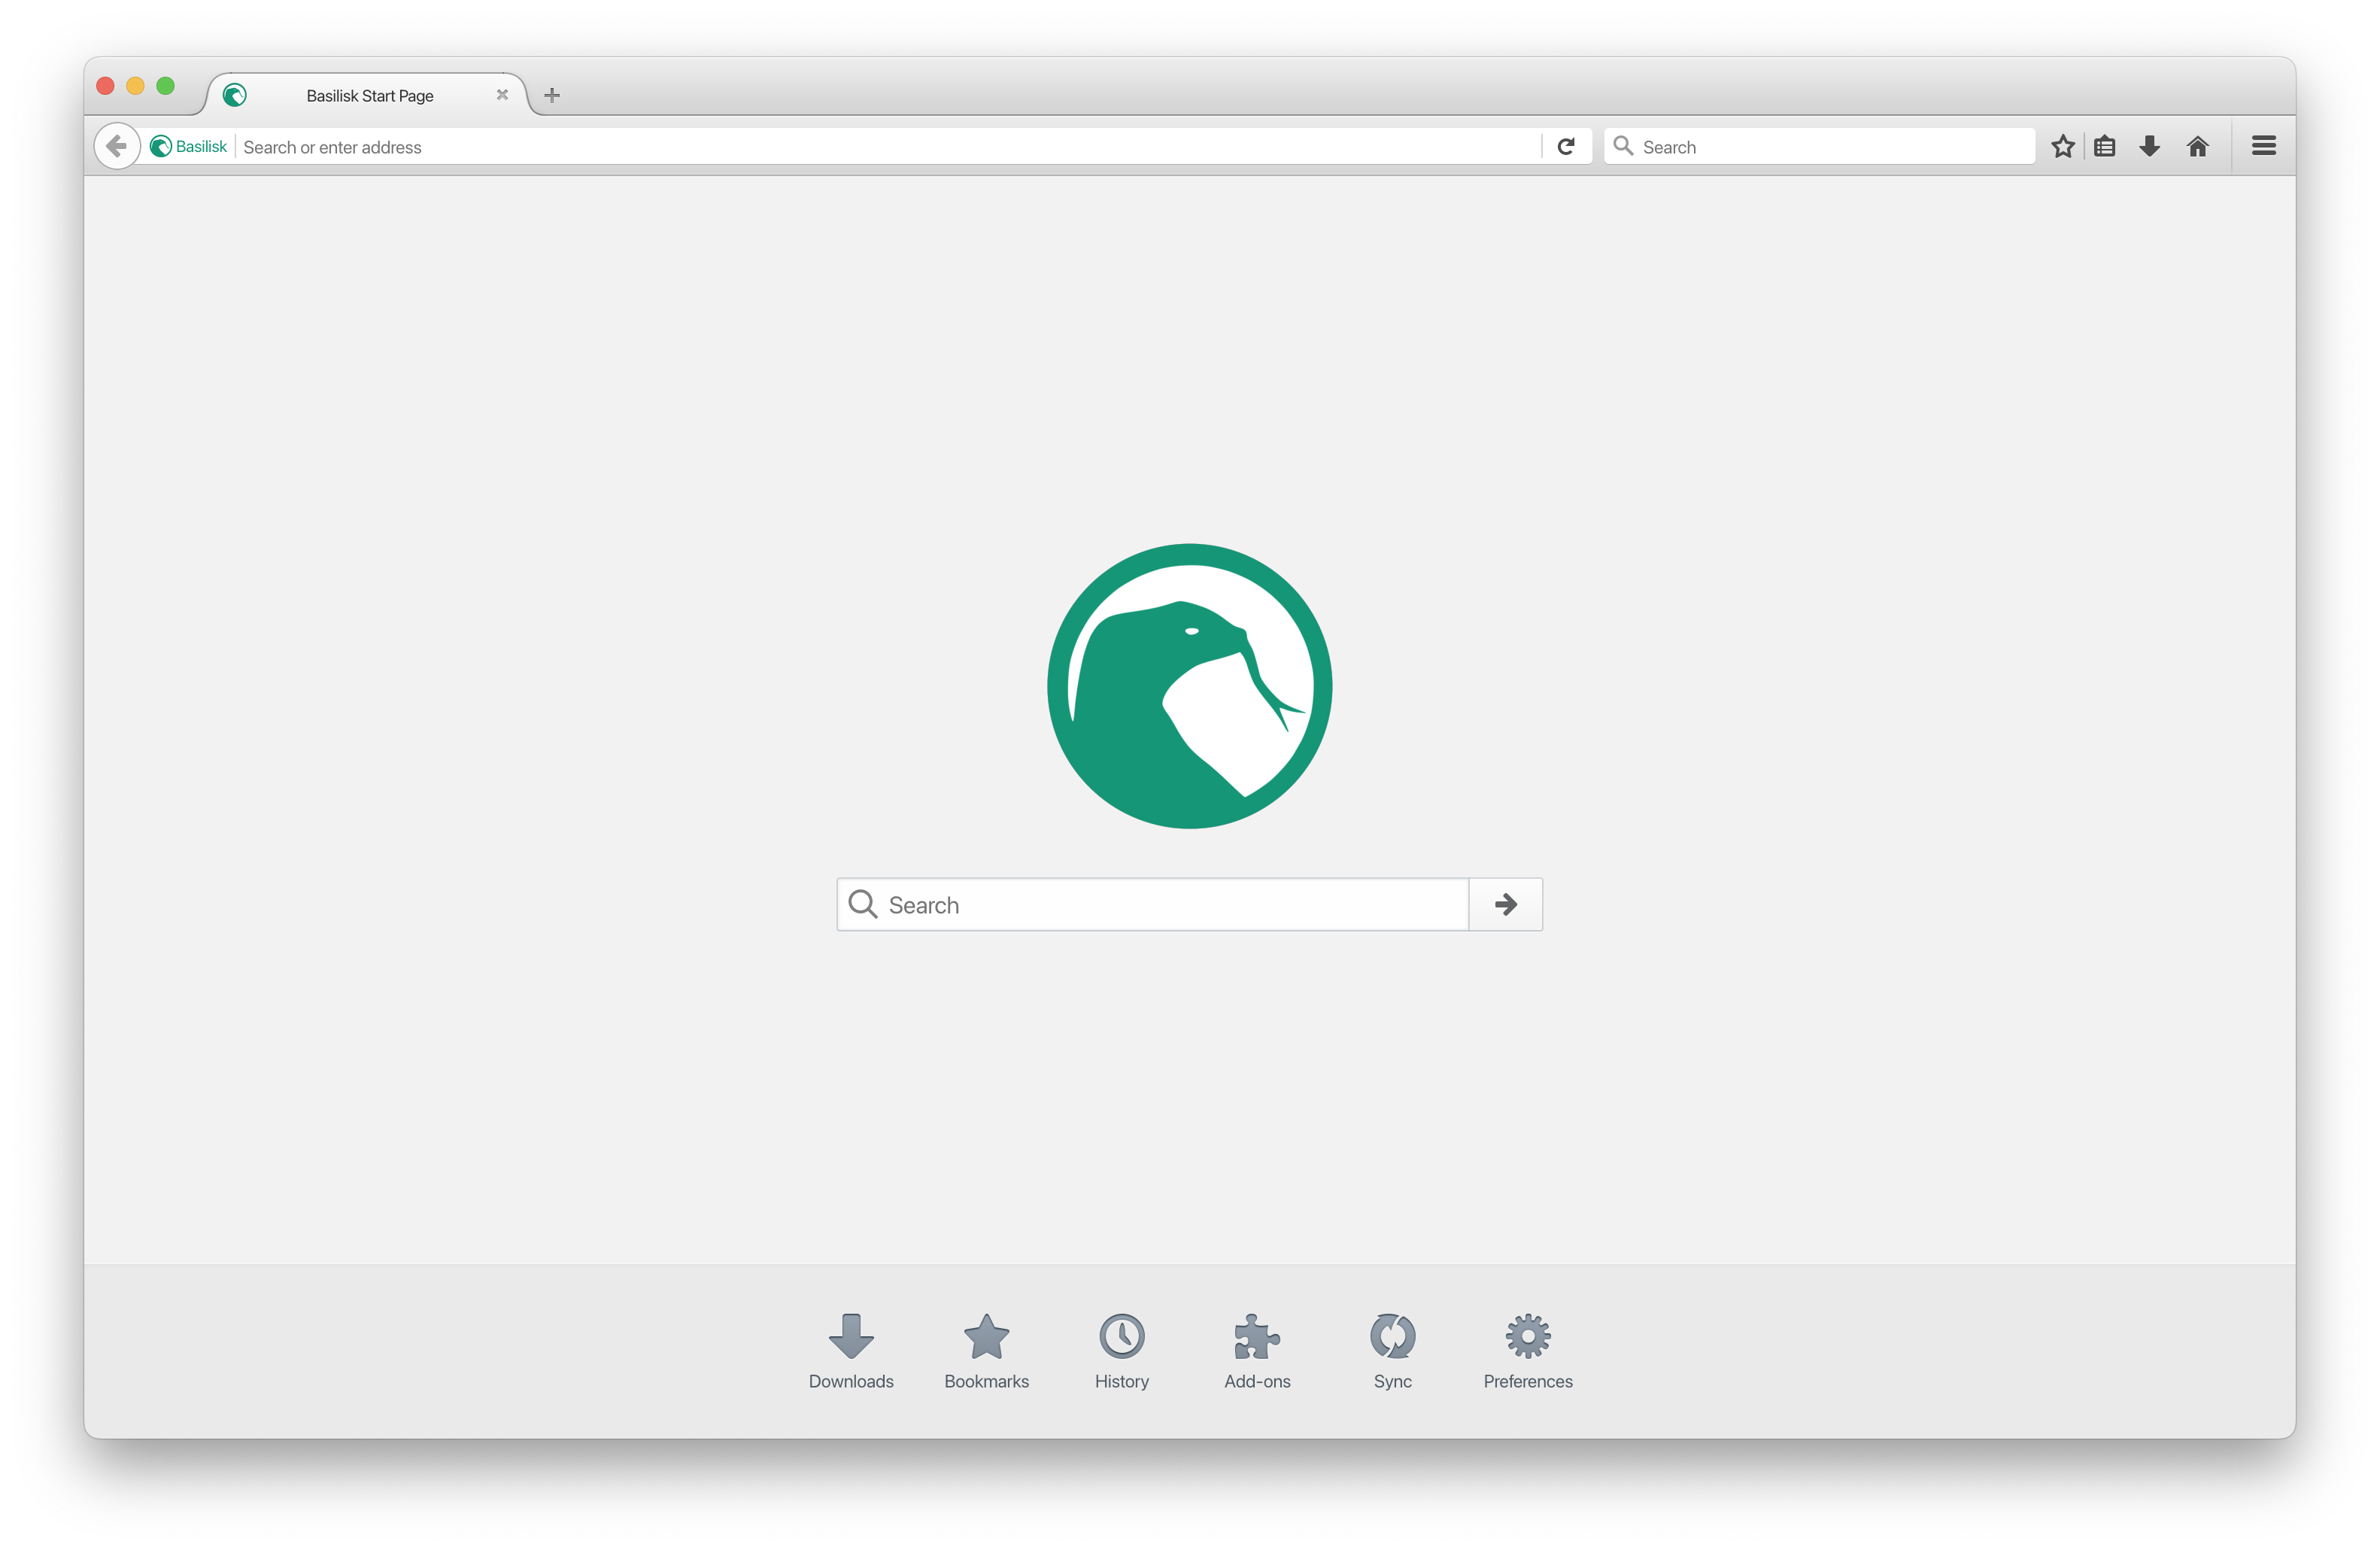 Basilisk Start Page
Basilisk
Search or enter address
Search
Search
Downloads
Bookmarks
History
Add-ons
Sync
Preferences